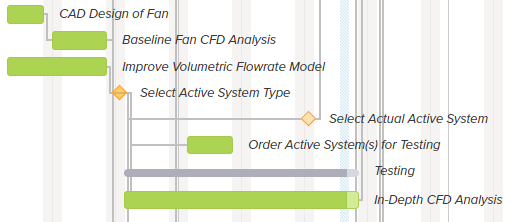 CAD Design of Fan
Baseline Fan CFD Analysis
Improve Volumetric Flowrate Model
Select Active System Type
Select Actual Active System
Order Active System(s) for Testing
Testing
In-Depth CFD Analysis